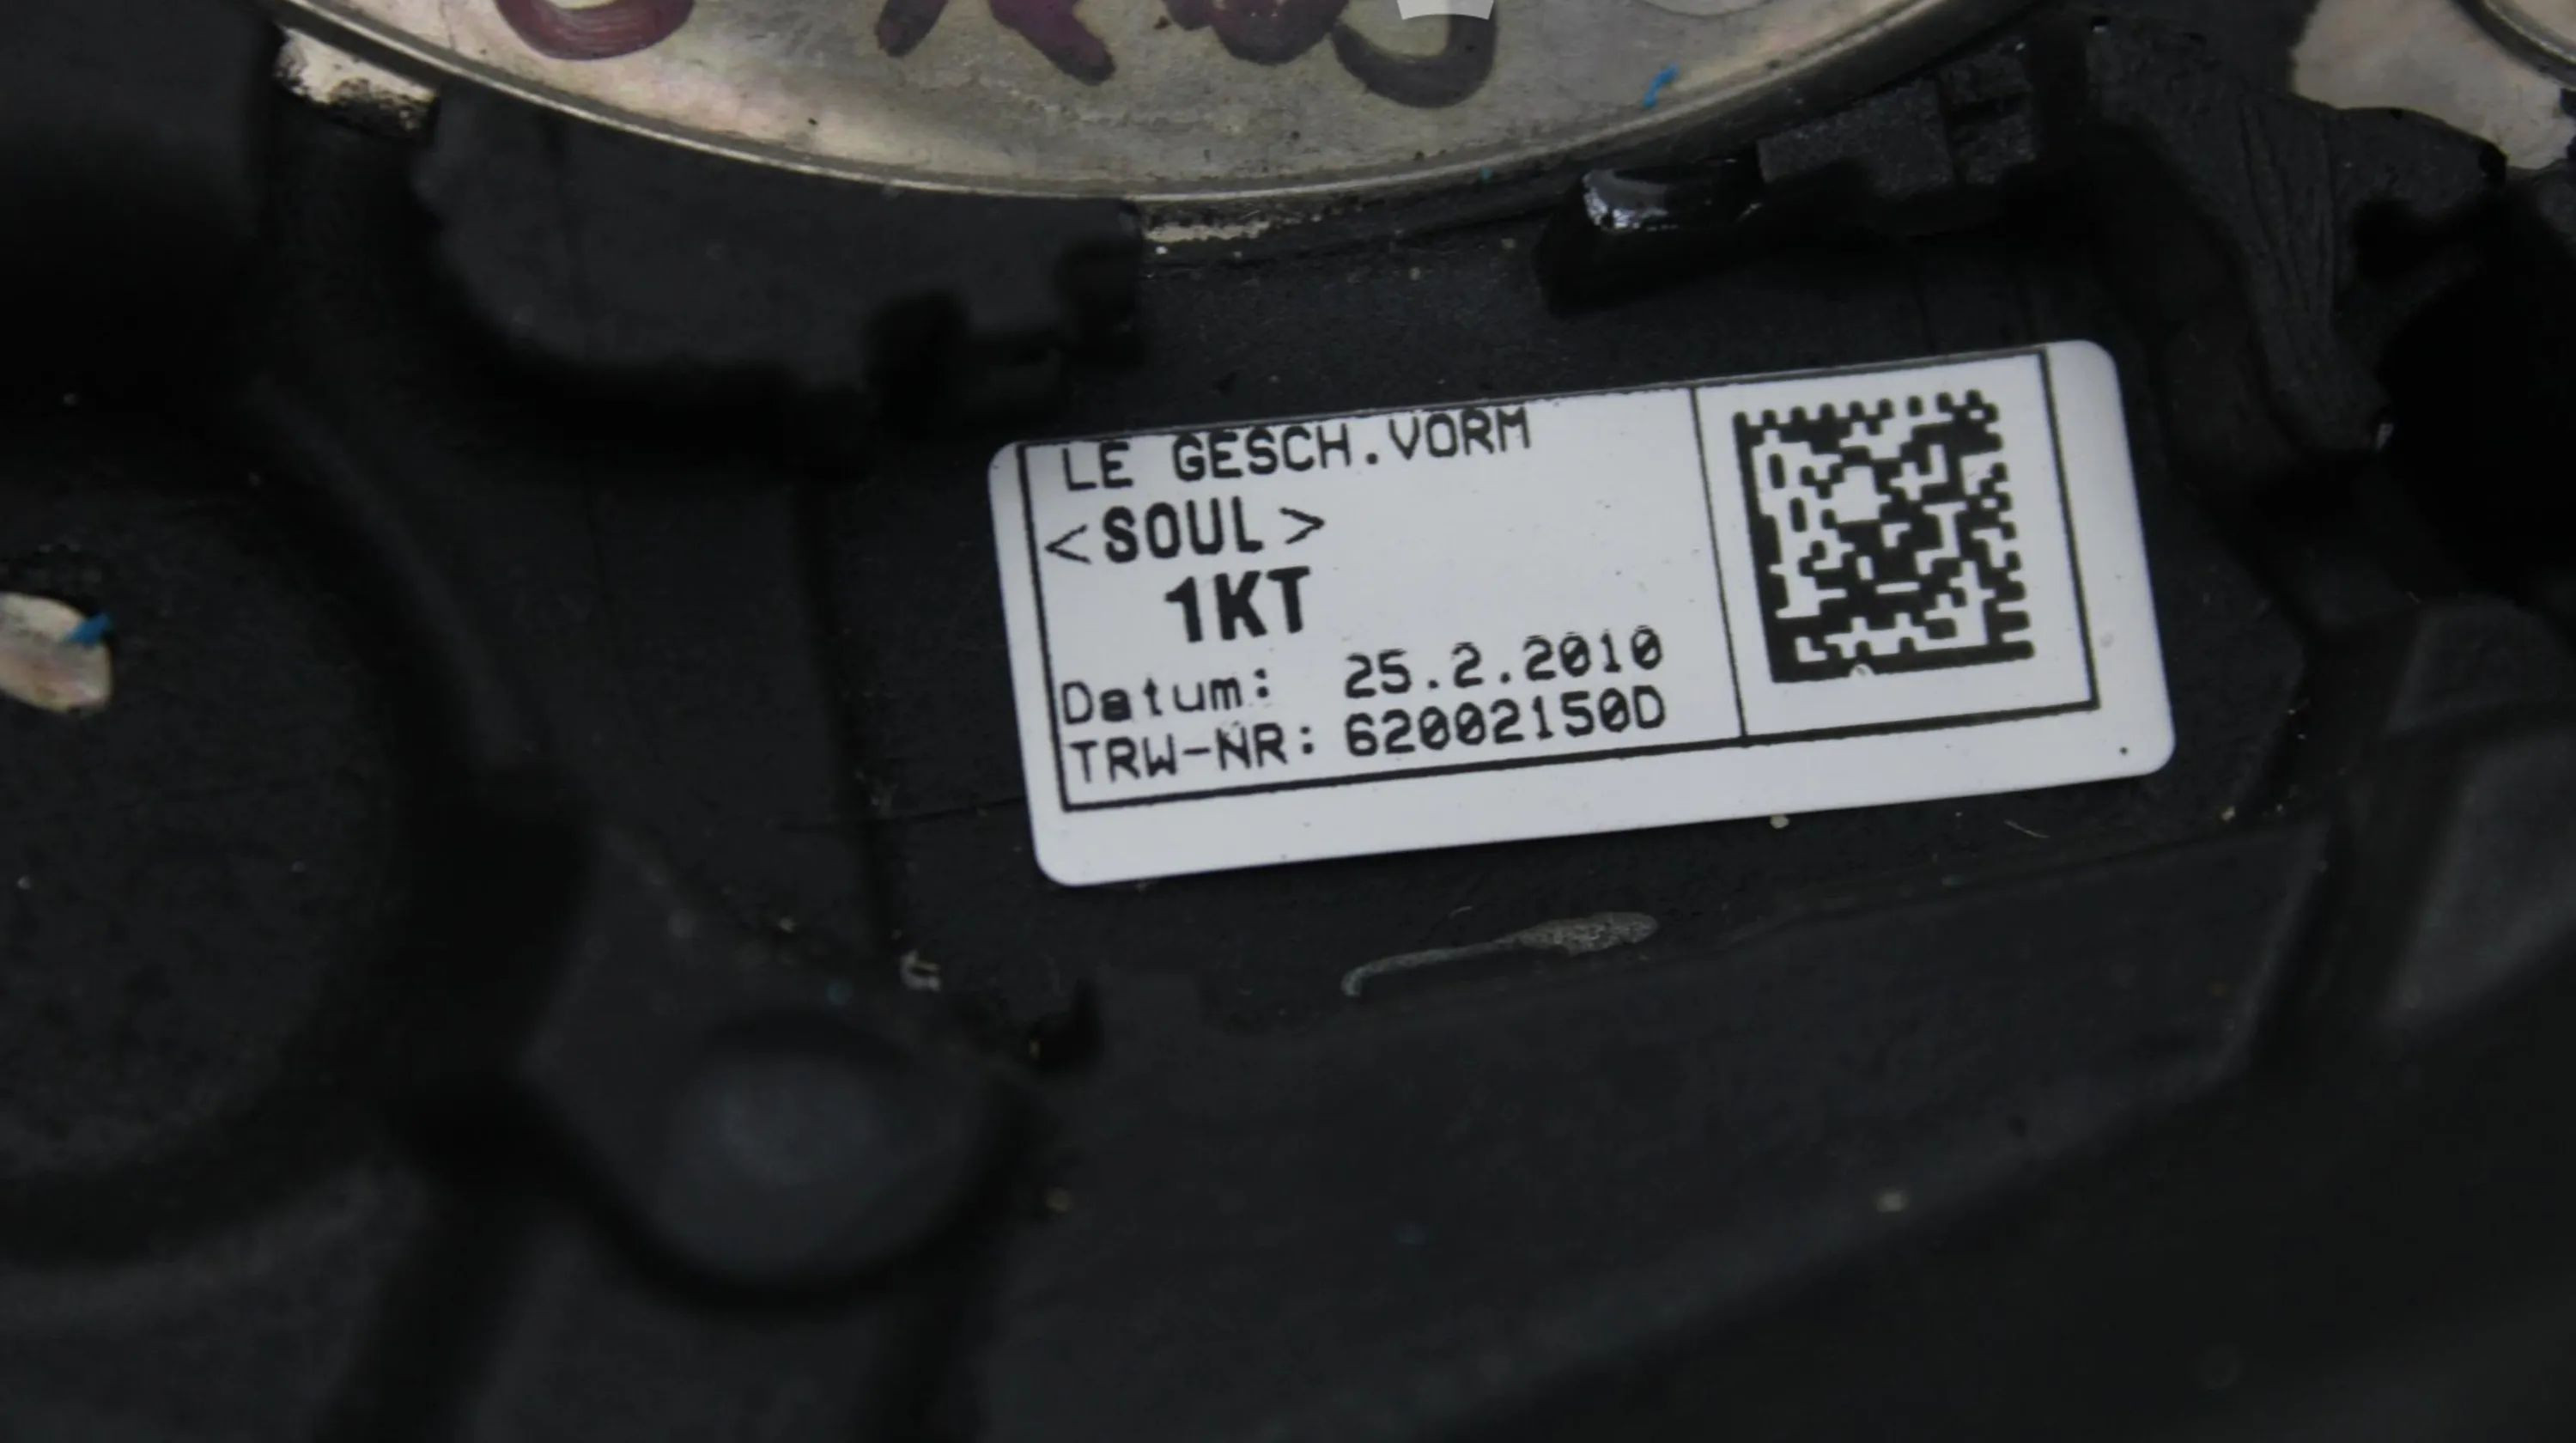 LE GESCH.VORM
<SOUL>
1KT
Datum: 25.2.2010
TRW-NR: 62002150D